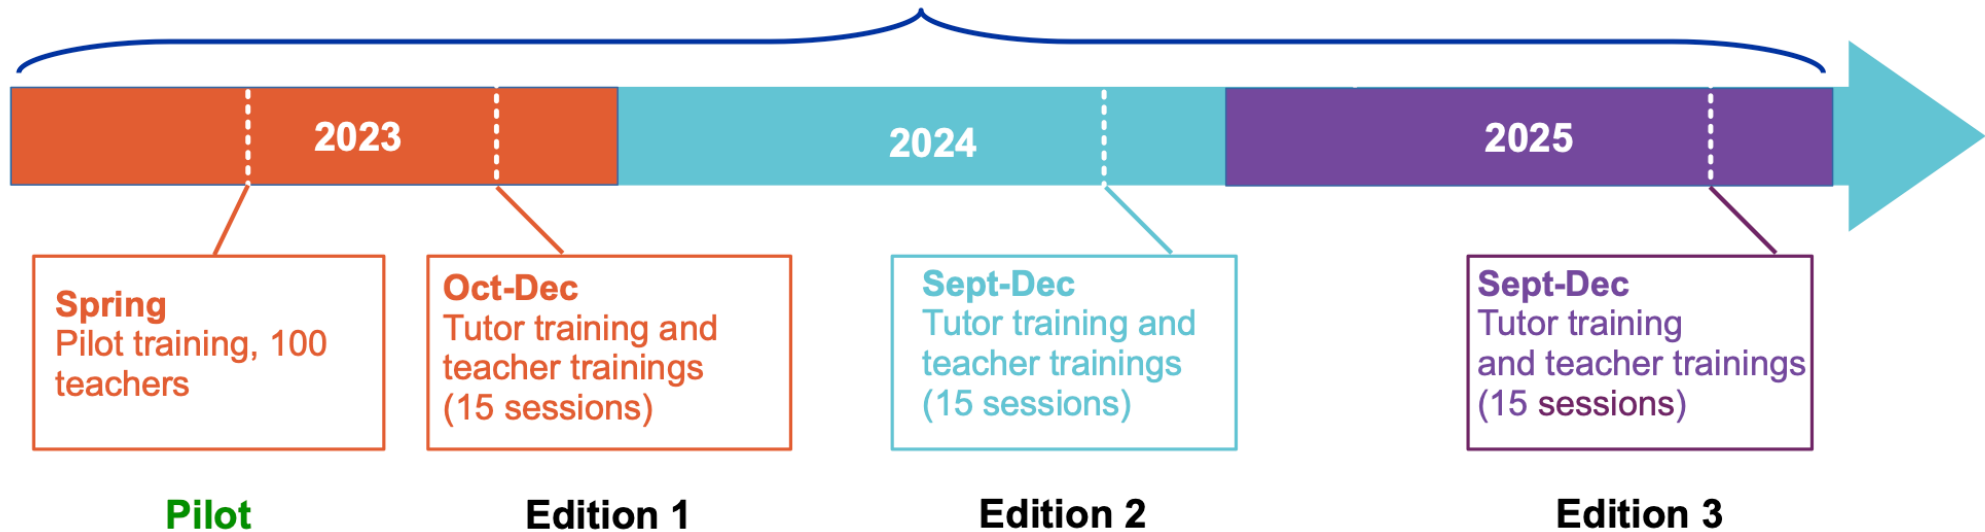 2023
2024
2025
Spring
Pilot training, 100
teachers
Oct-Dec
Tutor training and
teacher trainings
(15 sessions)
Sept-Dec
Tutor training and
teacher trainings
(15 sessions)
Sept-Dec
Tutor training
and teacher trainings
(15 sessions)
Pilot
Edition 1
Edition 2
Edition 3